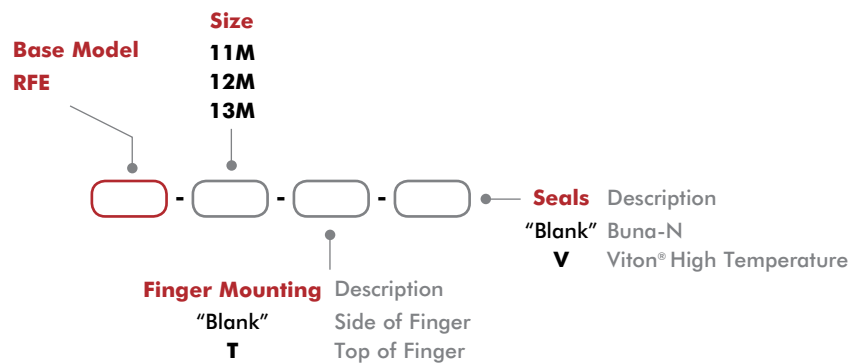 Size
11M
12M
13M
Base Model
RFE
- - -
Seals Description
"Blank" Buna-N
V Viton® High Temperature
Finger Mounting Description
"Blank" Side of Finger
T Top of Finger